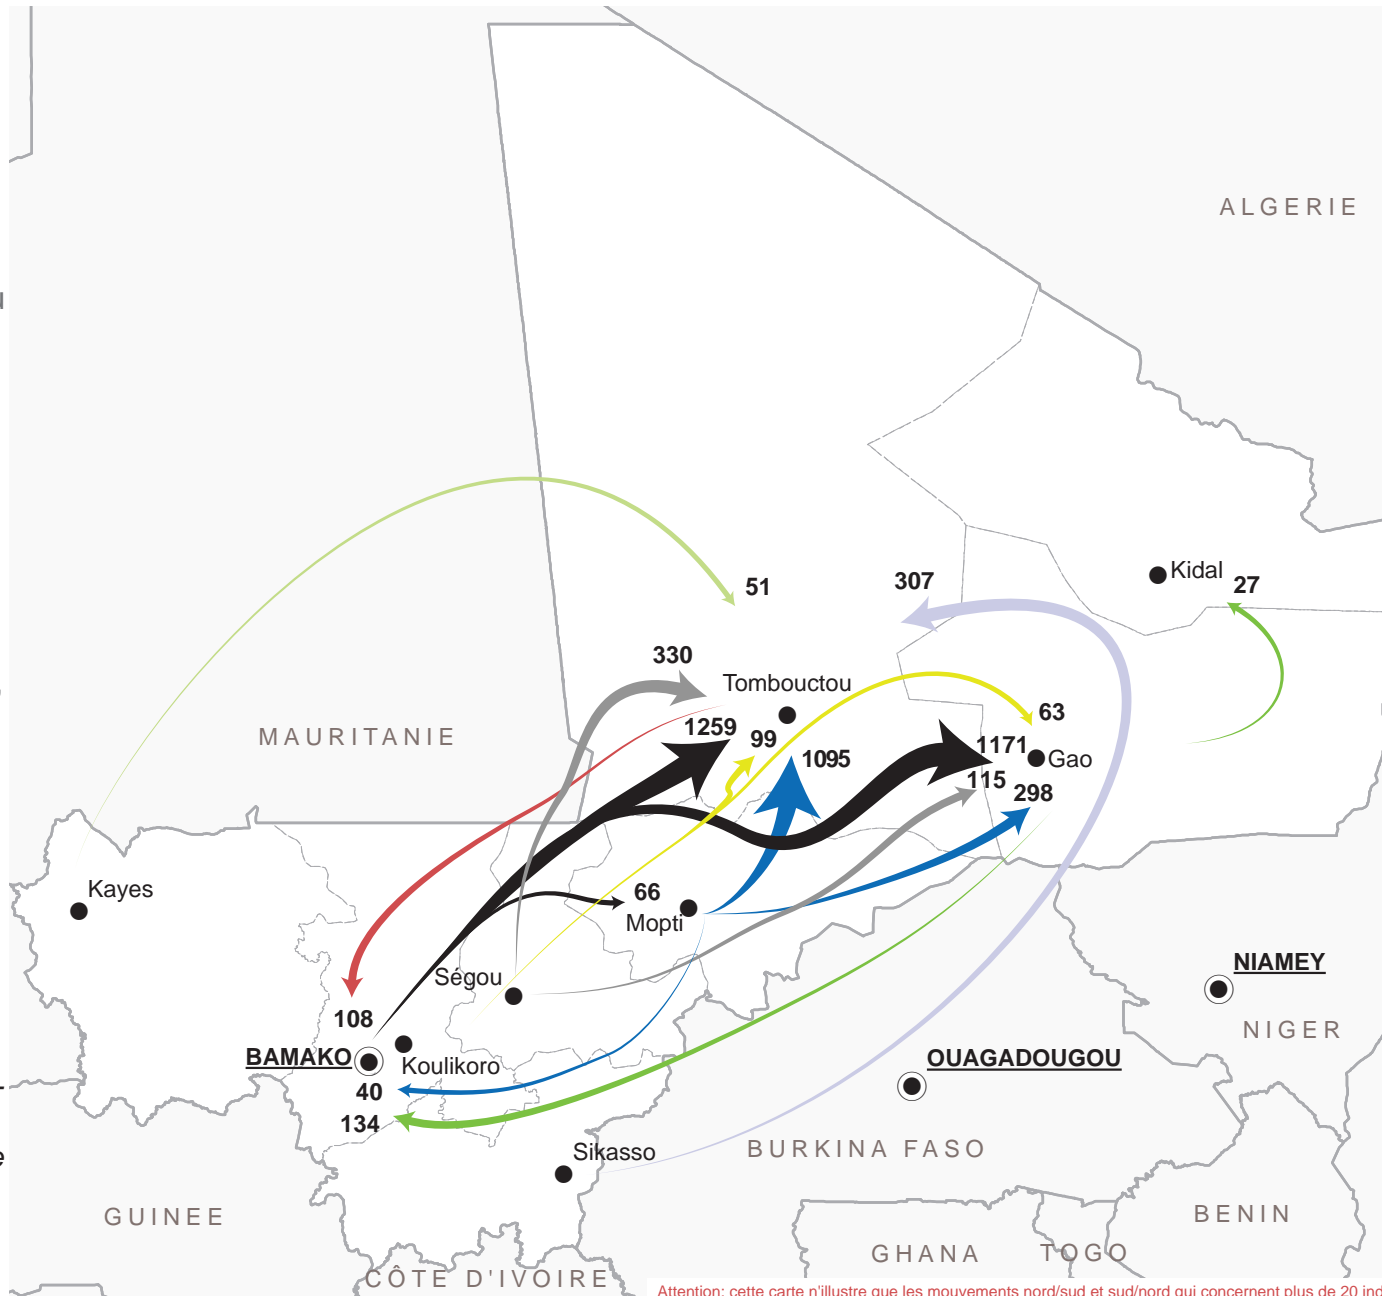 ALGERIE
Kidal
27
51
307
330
Tombouctou
MAURITANIE
1259
99
63
1171
1095
Gao
115
298
Kayes
66
Mopti
Ségou
NIAMEY
108
NIGER
BAMAKO
Koulikoro
OUAGADOUGOU
40
134
Sikasso
BURKINA FASO
GUINEE
BENIN
GHANA
TOGO
CÔTE D'IVOIRE
Attention: cette carte n'illustre que les mouvements nord/sud et sud/nord qui concernent plus de 20 ind